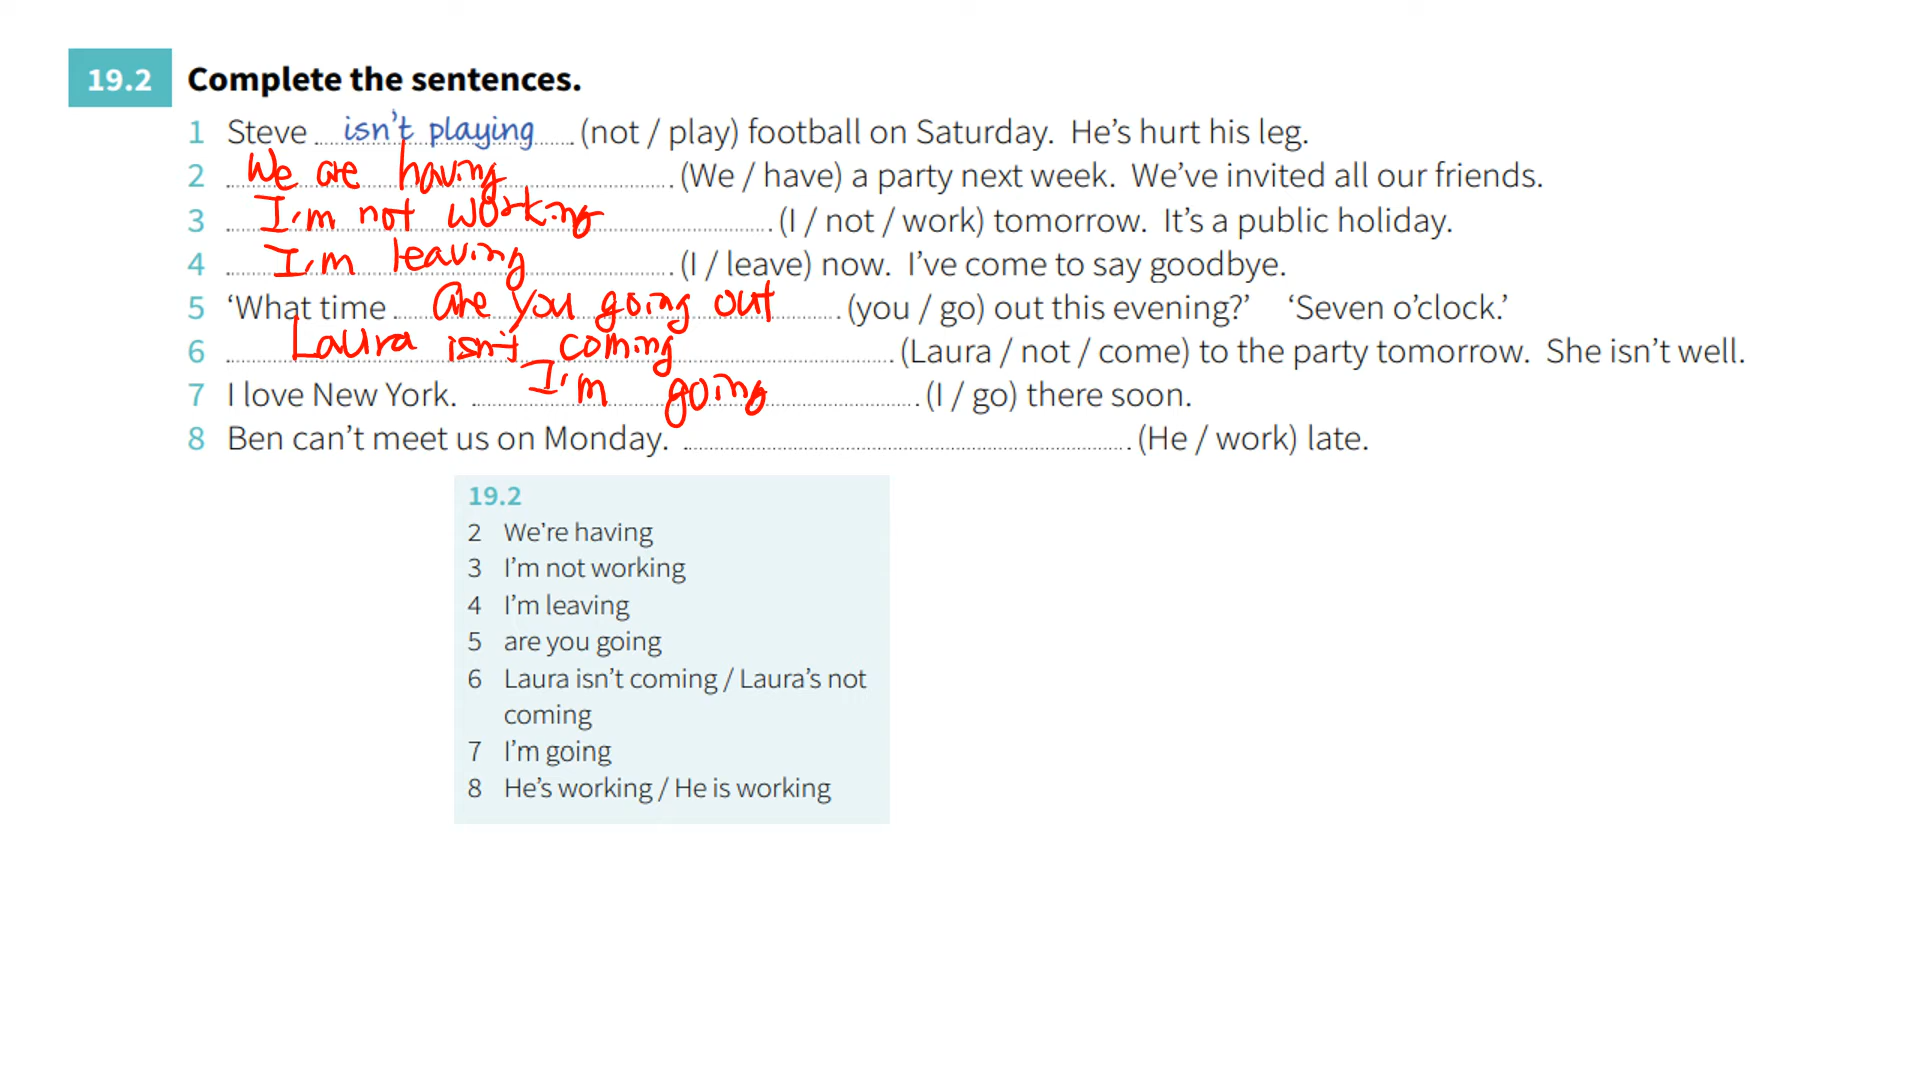 19.2 Complete the sentences.
1 Steve isn't playing (not / play) football on Saturday. He's hurt his leg.
2 We are having (We / have) a party next week. We've invited all our friends.
3 I'm not working (I / not / work) tomorrow. It's a public holiday.
4 I'm leaving (I / leave) now. I've come to say goodbye.
5 ‘What time are you going out (you / go) out this evening?’ ‘Seven o'clock.’
6 Laura isn't coming (Laura / not / come) to the party tomorrow. She isn't well.
7 I love New York. I'm going (I / go) there soon.
8 Ben can't meet us on Monday. (He / work) late.
19.2
2 We're having
3 I'm not working
4 I'm leaving
5 are you going
6 Laura isn't coming / Laura's not
coming
7 I'm going
8 He's working / He is working